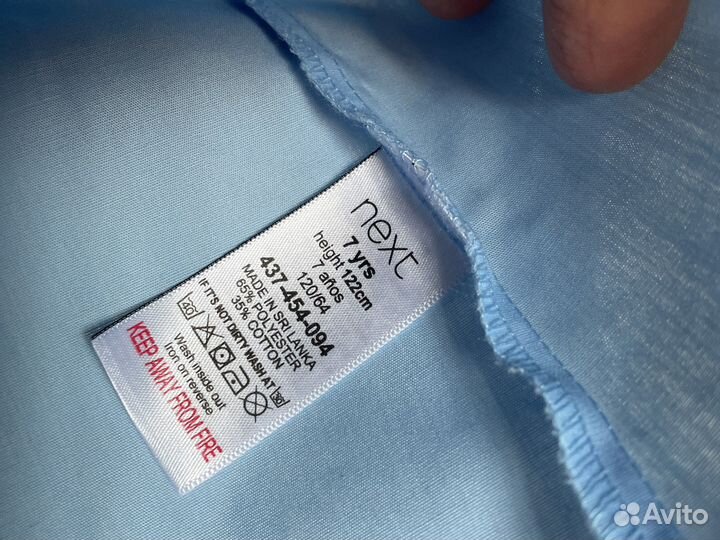 next
7 yrs
height 122cm
7 años
120/64
437-454-094
MADE IN SRI LANKA
65% POLYESTER
35% COTTON
IF IT'S NOT DIRTY WASH AT 30
40
Wash inside out
Iron on reverse
KEEP AWAY FROM FIRE
Avito